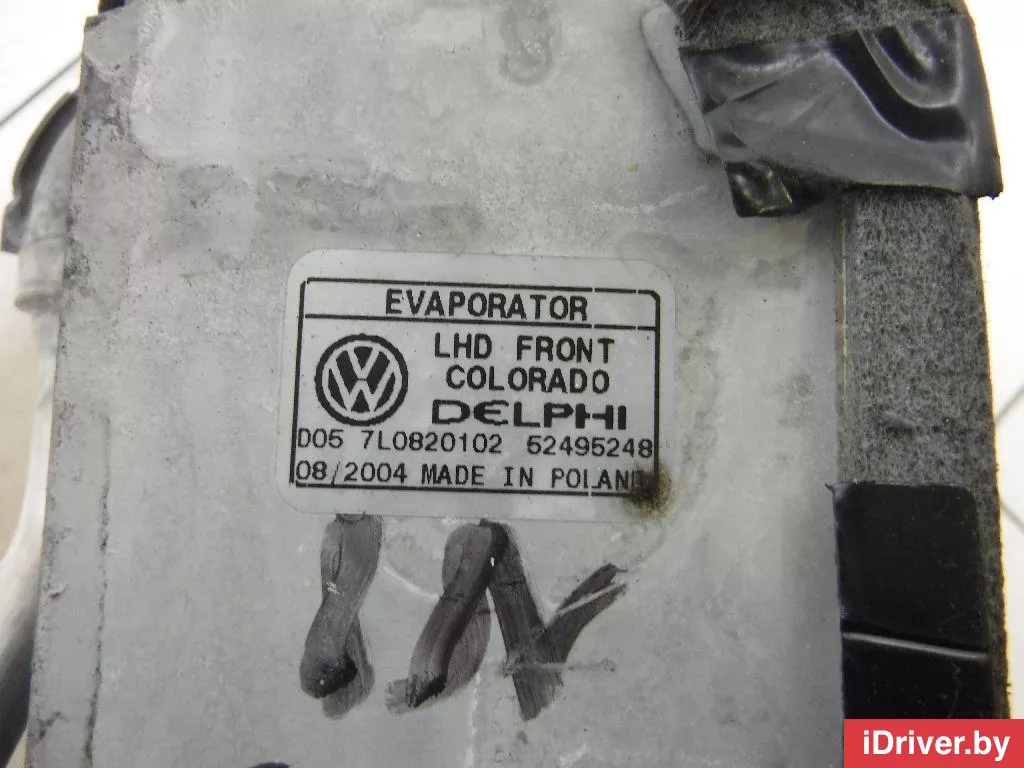 EVAPORATOR
LHD FRONT
COLORADO
DELPHI
D05 7L0820102 52495248
08/2004 MADE IN POLAND
iDriver.by